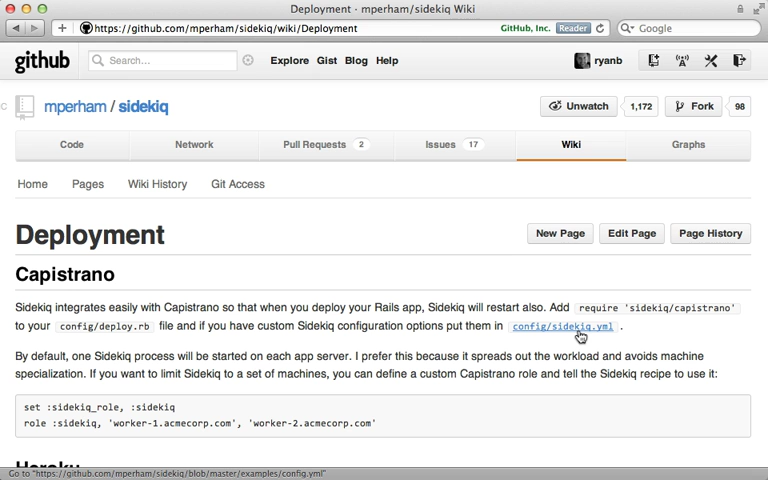 Deployment · mperham/sidekiq Wiki
https://github.com/mperham/sidekiq/wiki/Deployment GitHub, Inc. Reader Google
github Search... Explore Gist Blog Help ryanb
mperham / sidekiq Unwatch 1,172 Fork 98
Code Network Pull Requests 2 Issues 17 Wiki Graphs
Home Pages Wiki History Git Access
Deployment New Page Edit Page Page History
Capistrano
Sidekiq integrates easily with Capistrano so that when you deploy your Rails app, Sidekiq will restart also. Add require 'sidekiq/capistrano'
to your config/deploy.rb file and if you have custom Sidekiq configuration options put them in config/sidekiq.yml .
By default, one Sidekiq process will be started on each app server. I prefer this because it spreads out the workload and avoids machine
specialization. If you want to limit Sidekiq to a set of machines, you can define a custom Capistrano role and tell the Sidekiq recipe to use it:
set :sidekiq_role, :sidekiq
role :sidekiq, 'worker-1.acmecorp.com', 'worker-2.acmecorp.com'
Heroku
Go to "https://github.com/mperham/sidekiq/blob/master/examples/config.yml"